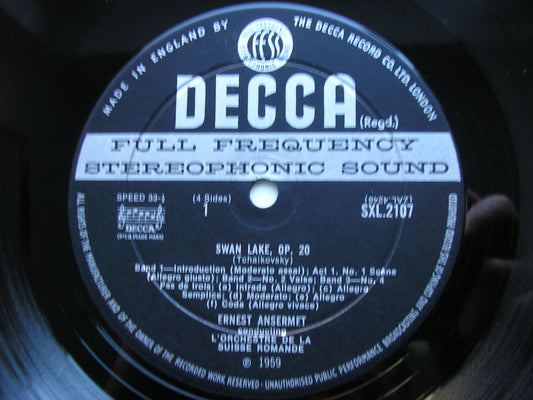 MADE IN ENGLAND BY
THE DECCA RECORD CO. LTD. LONDON
FFSS
DECCA (Regd.)
FULL FREQUENCY
STEREOPHONIC SOUND
SPEED 33⅓
(4 Sides)
1
(ZAL.4246)
SXL.2107
DECCA
(TRADE MARK)
SWAN LAKE, OP. 20
(Tchaikovsky)
Band 1—Introduction (Moderato assai); Act 1, No. 1 Scène
(Allegro giusto); Band 2—No. 2 Valse; Band 3—No. 4
Pas de trois; (a) Intrada (Allegro); (c) Allegro
Semplice; (d) Moderato; (e) Allegro
(f) Coda (Allegro vivace)
ERNEST ANSERMET
conducting
L'ORCHESTRE DE LA
SUISSE ROMANDE
℗ 1959
ALL RIGHTS OF THE MANUFACTURER AND OF THE OWNER OF THE RECORDED WORK RESERVED · UNAUTHORISED PUBLIC PERFORMANCE BROADCASTING AND COPYING OF THIS RECORD PROHIBITED